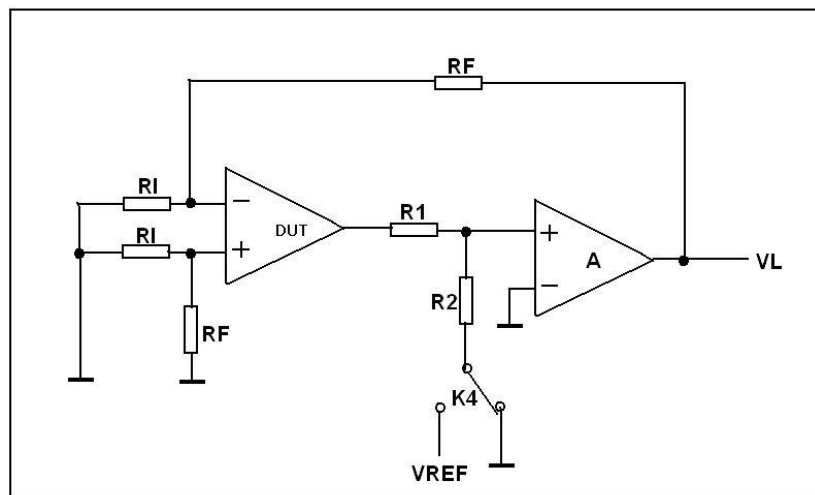 RF
RI
−
DUT
R1
+
A
VL
RI
+
−
R2
RF
K4
VREF